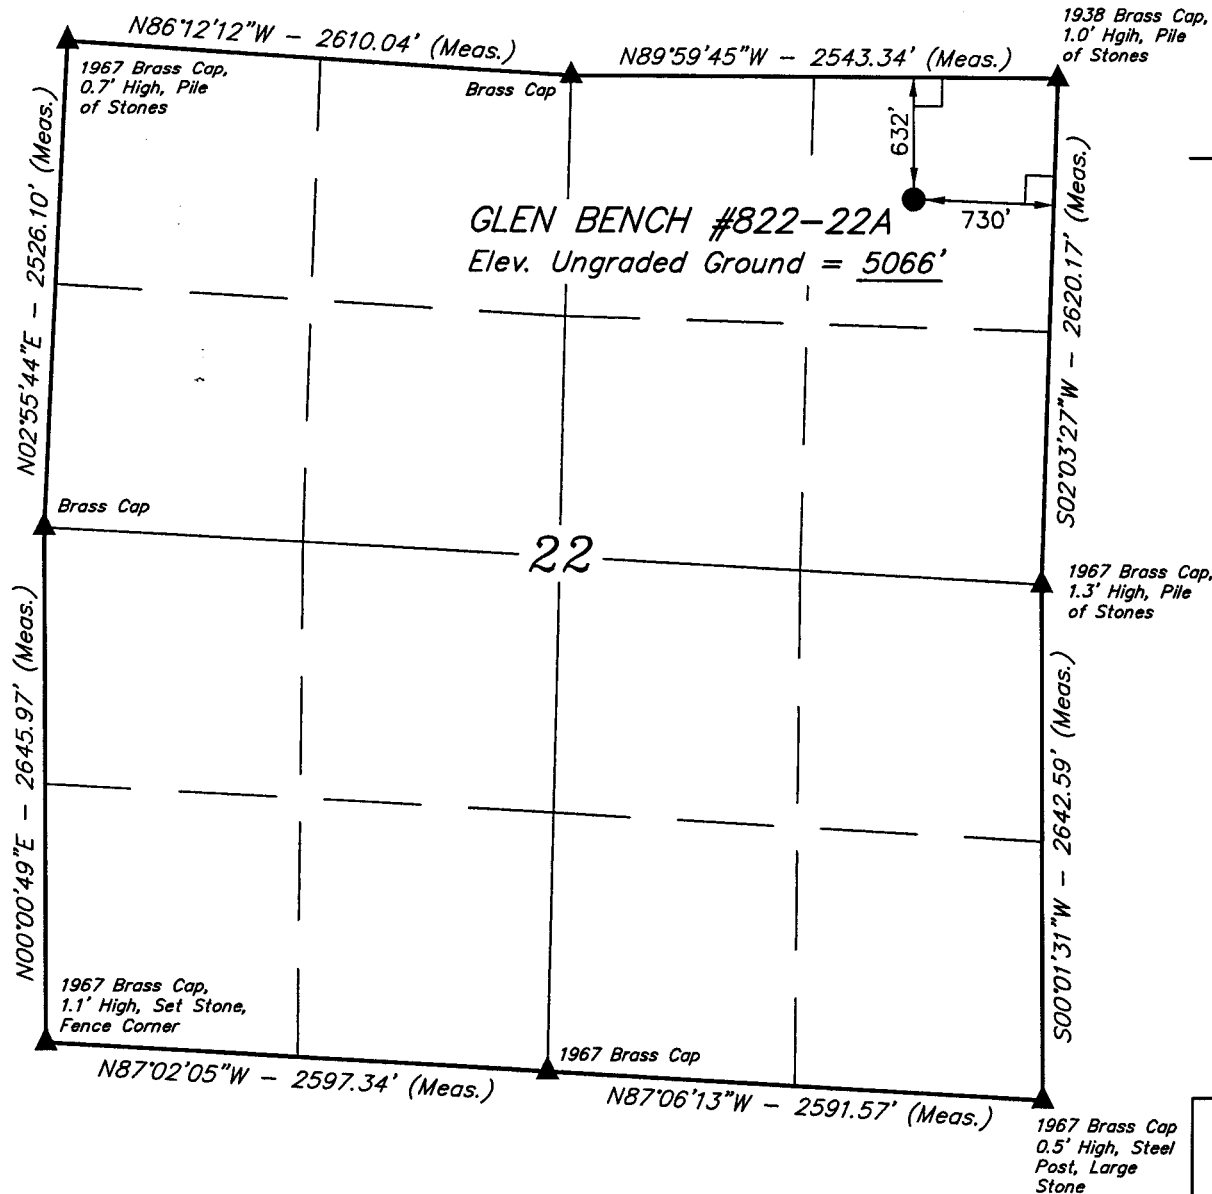 N86°12'12"W - 2610.04' (Meas.)
N89°59'45"W - 2543.34' (Meas.)
1938 Brass Cap,
1.0' Hgih, Pile
of Stones
1967 Brass Cap,
0.7' High, Pile
of Stones
Brass Cap
632'
730'
GLEN BENCH #822-22A
Elev. Ungraded Ground = 5066'
N02°55'44"E - 2526.10' (Meas.)
S02°03'27"W - 2620.17' (Meas.)
Brass Cap
22
1967 Brass Cap,
1.3' High, Pile
of Stones
N00°00'49"E - 2645.97' (Meas.)
S00°01'31"W - 2642.59' (Meas.)
1967 Brass Cap,
1.1' High, Set Stone,
Fence Corner
1967 Brass Cap
N87°02'05"W - 2597.34' (Meas.)
N87°06'13"W - 2591.57' (Meas.)
1967 Brass Cap
0.5' High, Steel
Post, Large
Stone